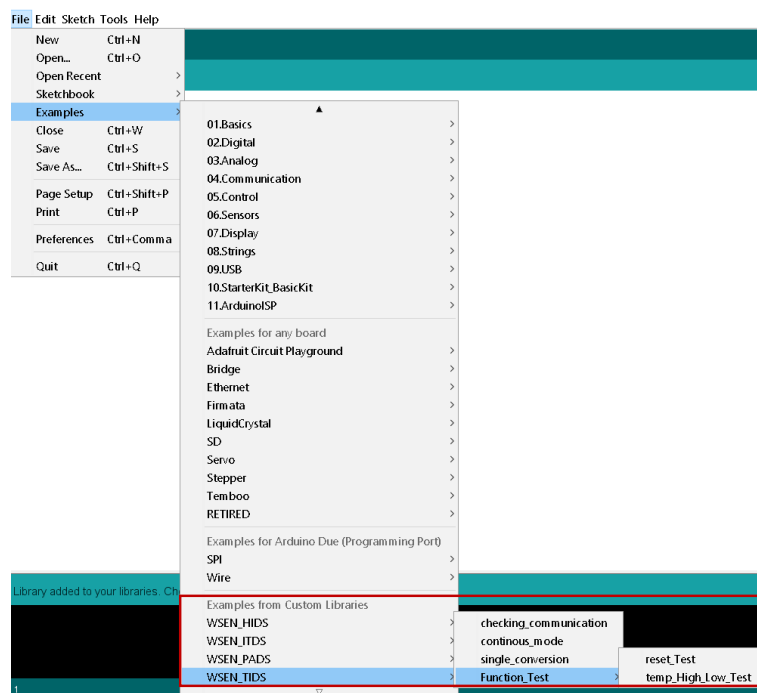 File Edit Sketch Tools Help
New Ctrl+N
Open... Ctrl+O
Open Recent
Sketchbook
Examples
Close Ctrl+W
Save Ctrl+S
Save As... Ctrl+Shift+S
Page Setup Ctrl+Shift+P
Print Ctrl+P
Preferences Ctrl+Comma
Quit Ctrl+Q
01.Basics
02.Digital
03.Analog
04.Communication
05.Control
06.Sensors
07.Display
08.Strings
09.USB
10.StarterKit_BasicKit
11.ArduinoISP
Examples for any board
Adafruit Circuit Playground
Bridge
Ethernet
Firmata
LiquidCrystal
SD
Servo
Stepper
Temboo
RETIRED
Examples for Arduino Due (Programming Port)
SPI
Wire
Library added to your libraries. Ch
Examples from Custom Libraries
WSEN_HIDS
WSEN_ITDS
WSEN_PADS
WSEN_TIDS
checking_communication
continous_mode
single_conversion
Function_Test
reset_Test
temp_High_Low_Test
1